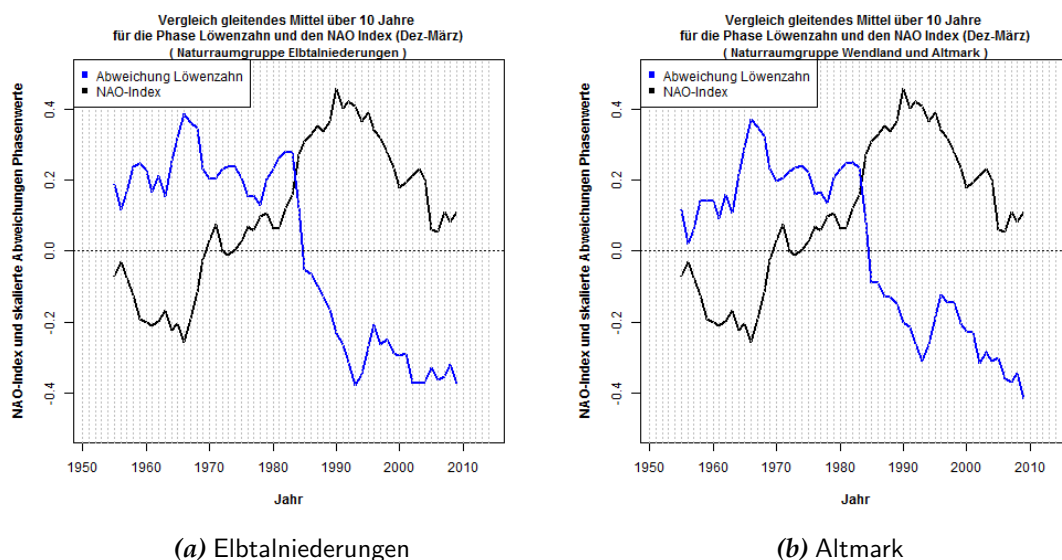 Vergleich gleitendes Mittel über 10 Jahre
für die Phase Löwenzahn und den NAO Index (Dez-März)
( Naturraumgruppe Elbtalniederungen )
Abweichung Löwenzahn
NAO-Index
NAO-Index und skalierte Abweichungen Phasenwerte
0.4
0.2
0.0
-0.2
-0.4
1950 1960 1970 1980 1990 2000 2010
Jahr
(a) Elbtalniederungen
Vergleich gleitendes Mittel über 10 Jahre
für die Phase Löwenzahn und den NAO Index (Dez-März)
( Naturraumgruppe Wendland und Altmark )
Abweichung Löwenzahn
NAO-Index
NAO-Index und skalierte Abweichungen Phasenwerte
0.4
0.2
0.0
-0.2
-0.4
1950 1960 1970 1980 1990 2000 2010
Jahr
(b) Altmark